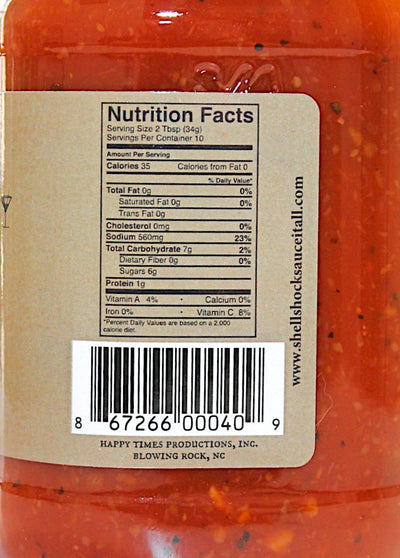 Nutrition Facts
Serving Size 2 Tbsp (34g)
Servings Per Container 10
Amount Per Serving
Calories 35 Calories from Fat 0
% Daily Value*
Total Fat 0g 0%
Saturated Fat 0g 0%
Trans Fat 0g
Cholesterol 0mg 0%
Sodium 560mg 23%
Total Carbohydrate 7g 2%
Dietary Fiber 0g 0%
Sugars 6g
Protein 1g
Vitamin A 4% • Calcium 0%
Iron 0% • Vitamin C 8%
*Percent Daily Values are based on a 2,000
calorie diet.
www.shellshocksauceitall.com
8 67266 00040 9
HAPPY TIMES PRODUCTIONS, INC.
BLOWING ROCK, NC